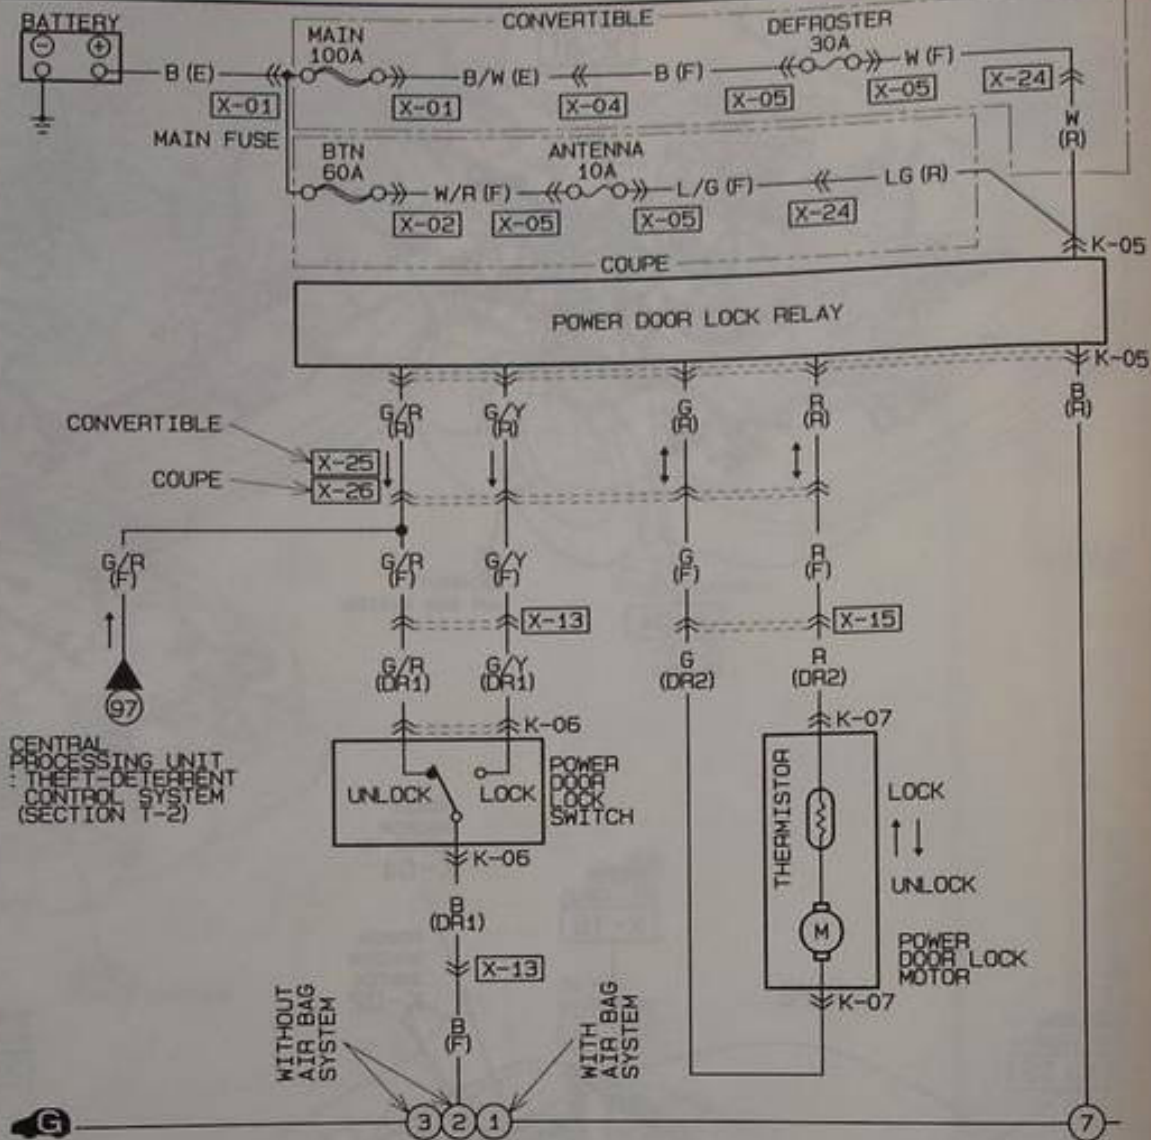 BATTERY
CONVERTIBLE
DEFROSTER
30A
MAIN
100A
B (E)
B/W (E)
B (F)
W (F)
X-01
X-01
X-04
X-05
X-05
X-24
MAIN FUSE
W
(R)
BTN
60A
ANTENNA
10A
W/R (F)
L/G (F)
LG (R)
X-02
X-05
X-05
X-24
K-05
COUPE
POWER DOOR LOCK RELAY
K-05
G/R
(R)
G/Y
(R)
G
(R)
R
(R)
B
(R)
CONVERTIBLE
X-25
COUPE
X-26
G/R
(F)
G/R
(F)
G/Y
(F)
G
(F)
R
(F)
X-13
X-15
G/R
(DR1)
G/Y
(DR1)
G
(DR2)
R
(DR2)
97
K-06
K-07
CENTRAL
PROCESSING UNIT
: THEFT-DETERRENT
CONTROL SYSTEM
(SECTION T-2)
UNLOCK
LOCK
POWER
DOOR
LOCK
SWITCH
THERMISTOR
LOCK
UNLOCK
K-06
M
POWER
DOOR LOCK
MOTOR
B
(DR1)
X-13
K-07
WITHOUT
AIR BAG
SYSTEM
B
(F)
WITH
AIR BAG
SYSTEM
G
3
2
1
7